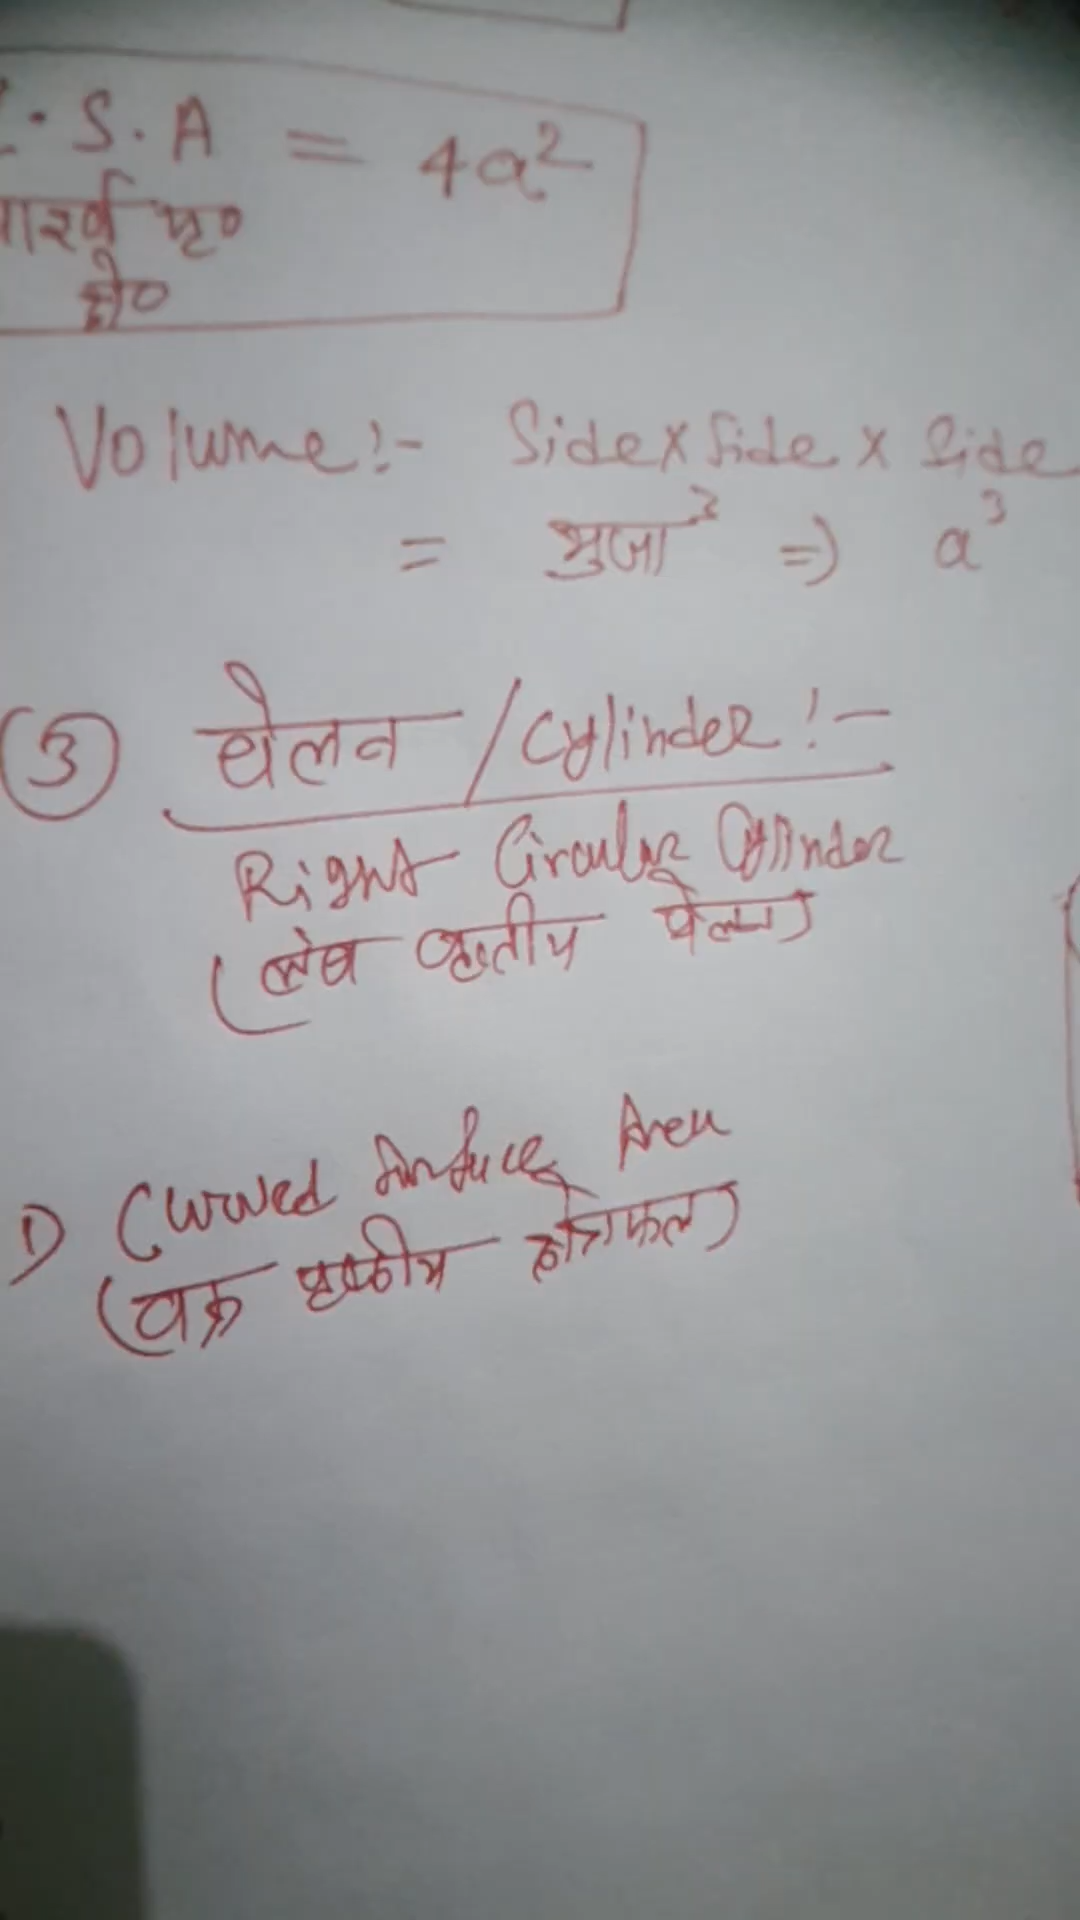 . S. A = 4a²
पार्श्व पृ०
क्षे०
Volume :- Side x Side x Side
= भुजा³ => a³
3 बेलन / Cylinder :-
Right Circular Cylinder
(लंब वृत्तीय बेलन)
1) Curved Surface Area
(वक्र पृष्ठीय क्षेत्रफल)